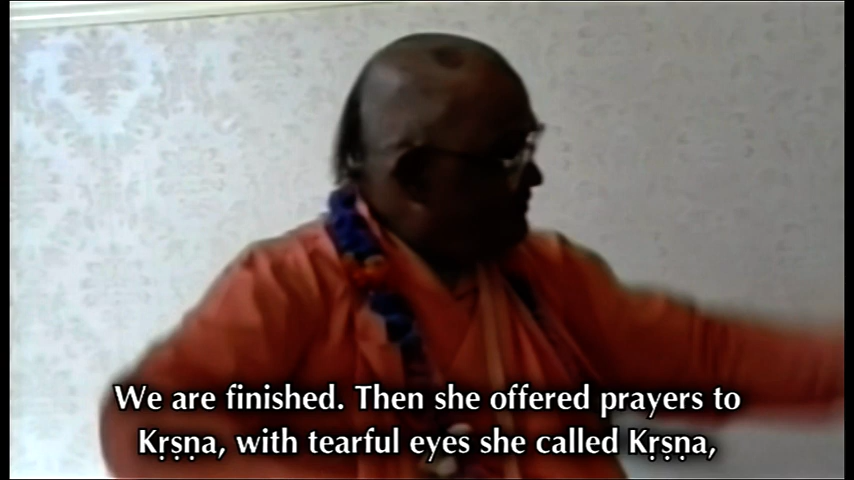 We are finished. Then she offered prayers to
Kṛṣṇa, with tearful eyes she called Kṛṣṇa,